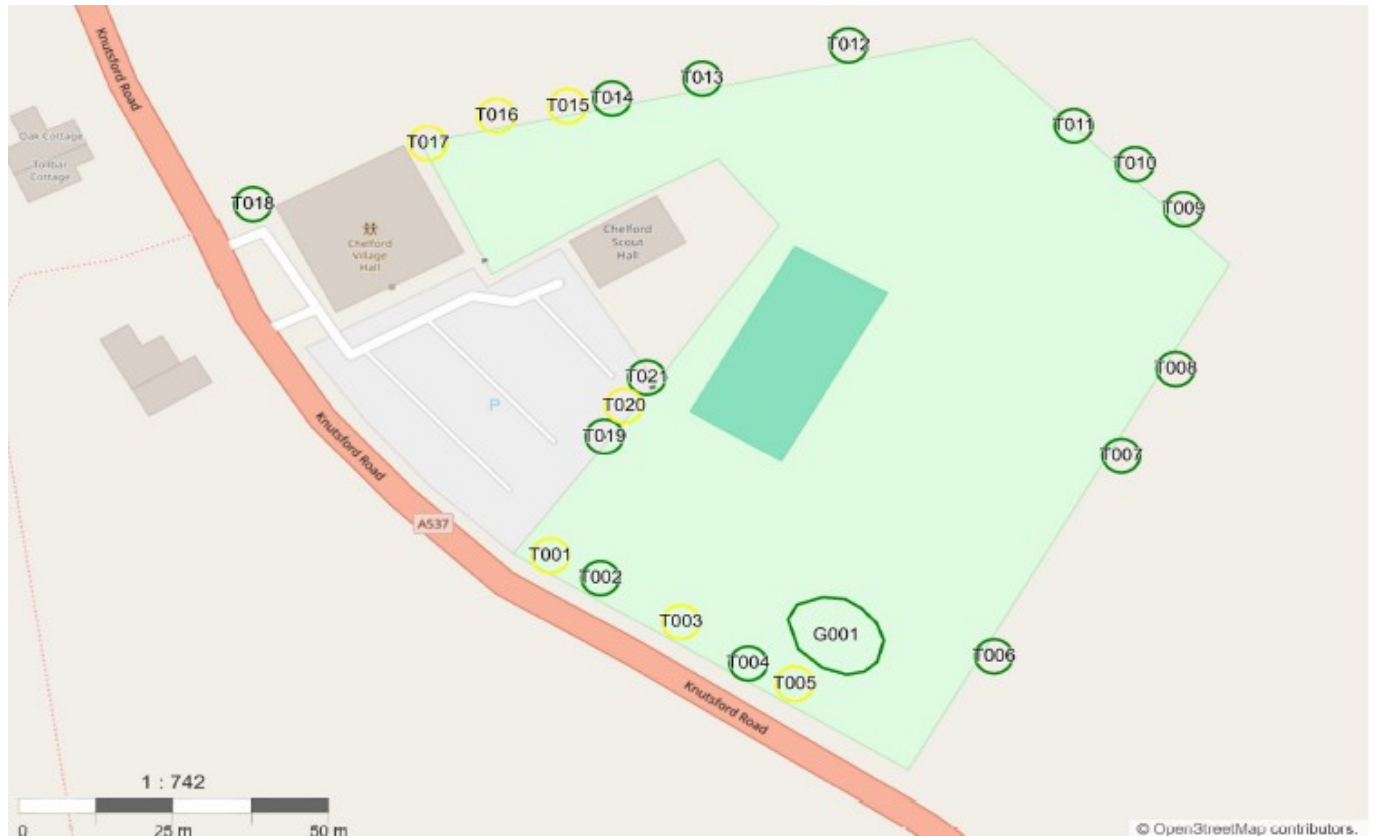 Knutsford Road
T012
T013
T014
T015
T016
T017
T011
T010
T009
Oak Cottage
Tollbar
Cottage
T018
Chelford
Village
Hall
Chelford
Scout
Hall
T008
T021
T020
T019
P
T007
Knutsford Road
A537
T001
T002
T003
G001
T004
T005
T006
Knutsford Road
1 : 742
0 25 m 50 m
© OpenStreetMap contributors.